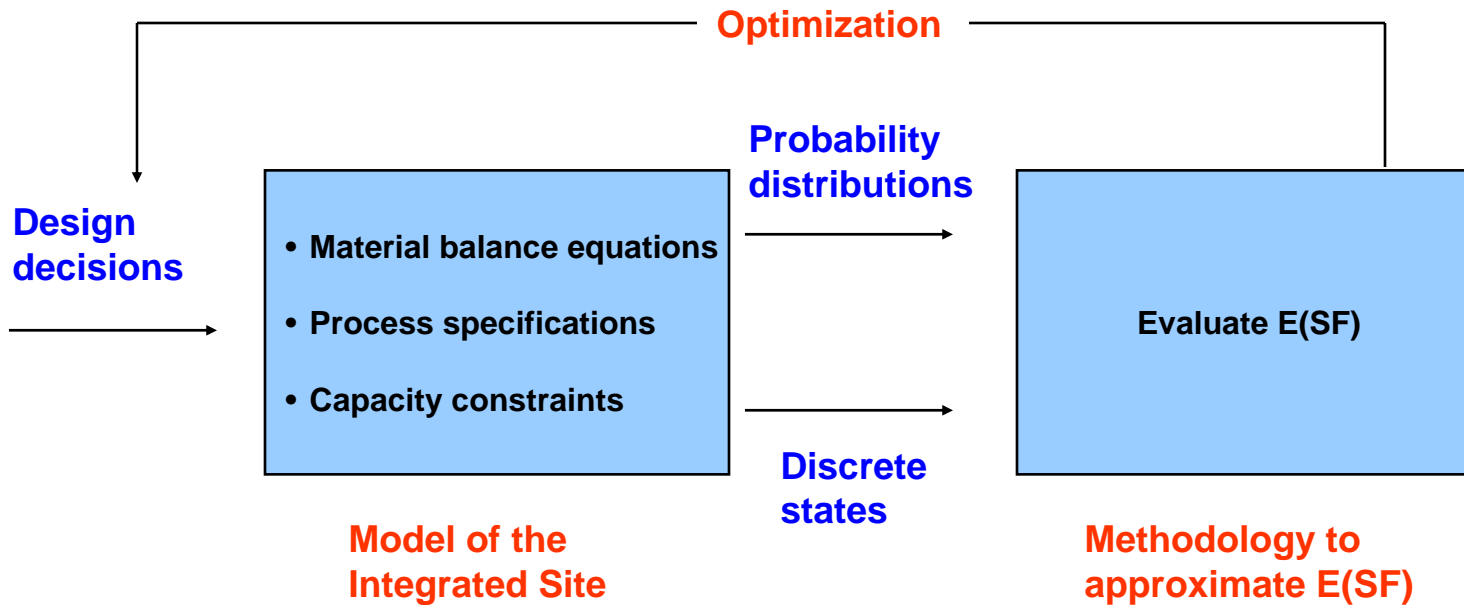 Optimization
Probability
distributions
Design
decisions
• Material balance equations
• Process specifications
• Capacity constraints
Evaluate E(SF)
Discrete
states
Model of the
Integrated Site
Methodology to
approximate E(SF)